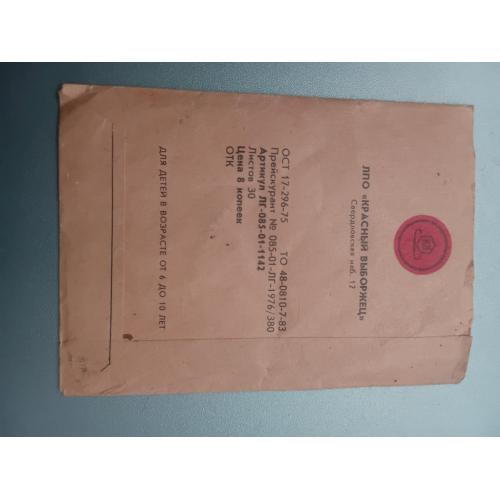 ЛПО «КРАСНЫЙ ВЫБОРЖЕЦ»
Свердловская наб. 12
ОСТ 17-296-75 ТО 48-0810-7-83
Прейскурант № 085-01-ЛГ-1976/380
Артикул ЛГ-085-01-1142
Листов 30
Цена 8 копеек
ОТК
ДЛЯ ДЕТЕЙ В ВОЗРАСТЕ ОТ 6 ДО 10 ЛЕТ